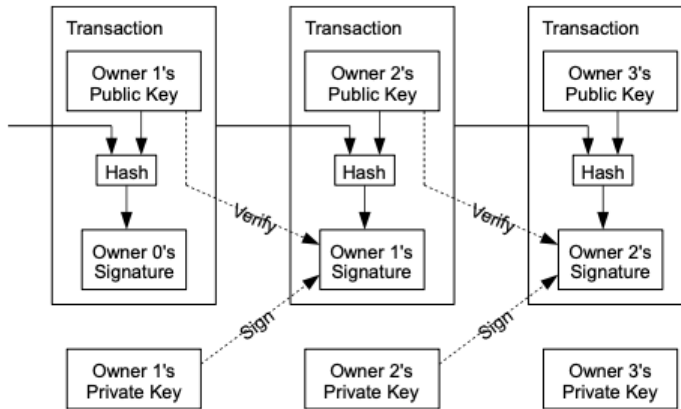 Transaction
Owner 1's
Public Key
Hash
Owner 0's
Signature
Transaction
Owner 2's
Public Key
Hash
Verify
Owner 1's
Signature
Transaction
Owner 3's
Public Key
Hash
Verify
Owner 2's
Signature
Sign
Sign
Owner 1's
Private Key
Owner 2's
Private Key
Owner 3's
Private Key